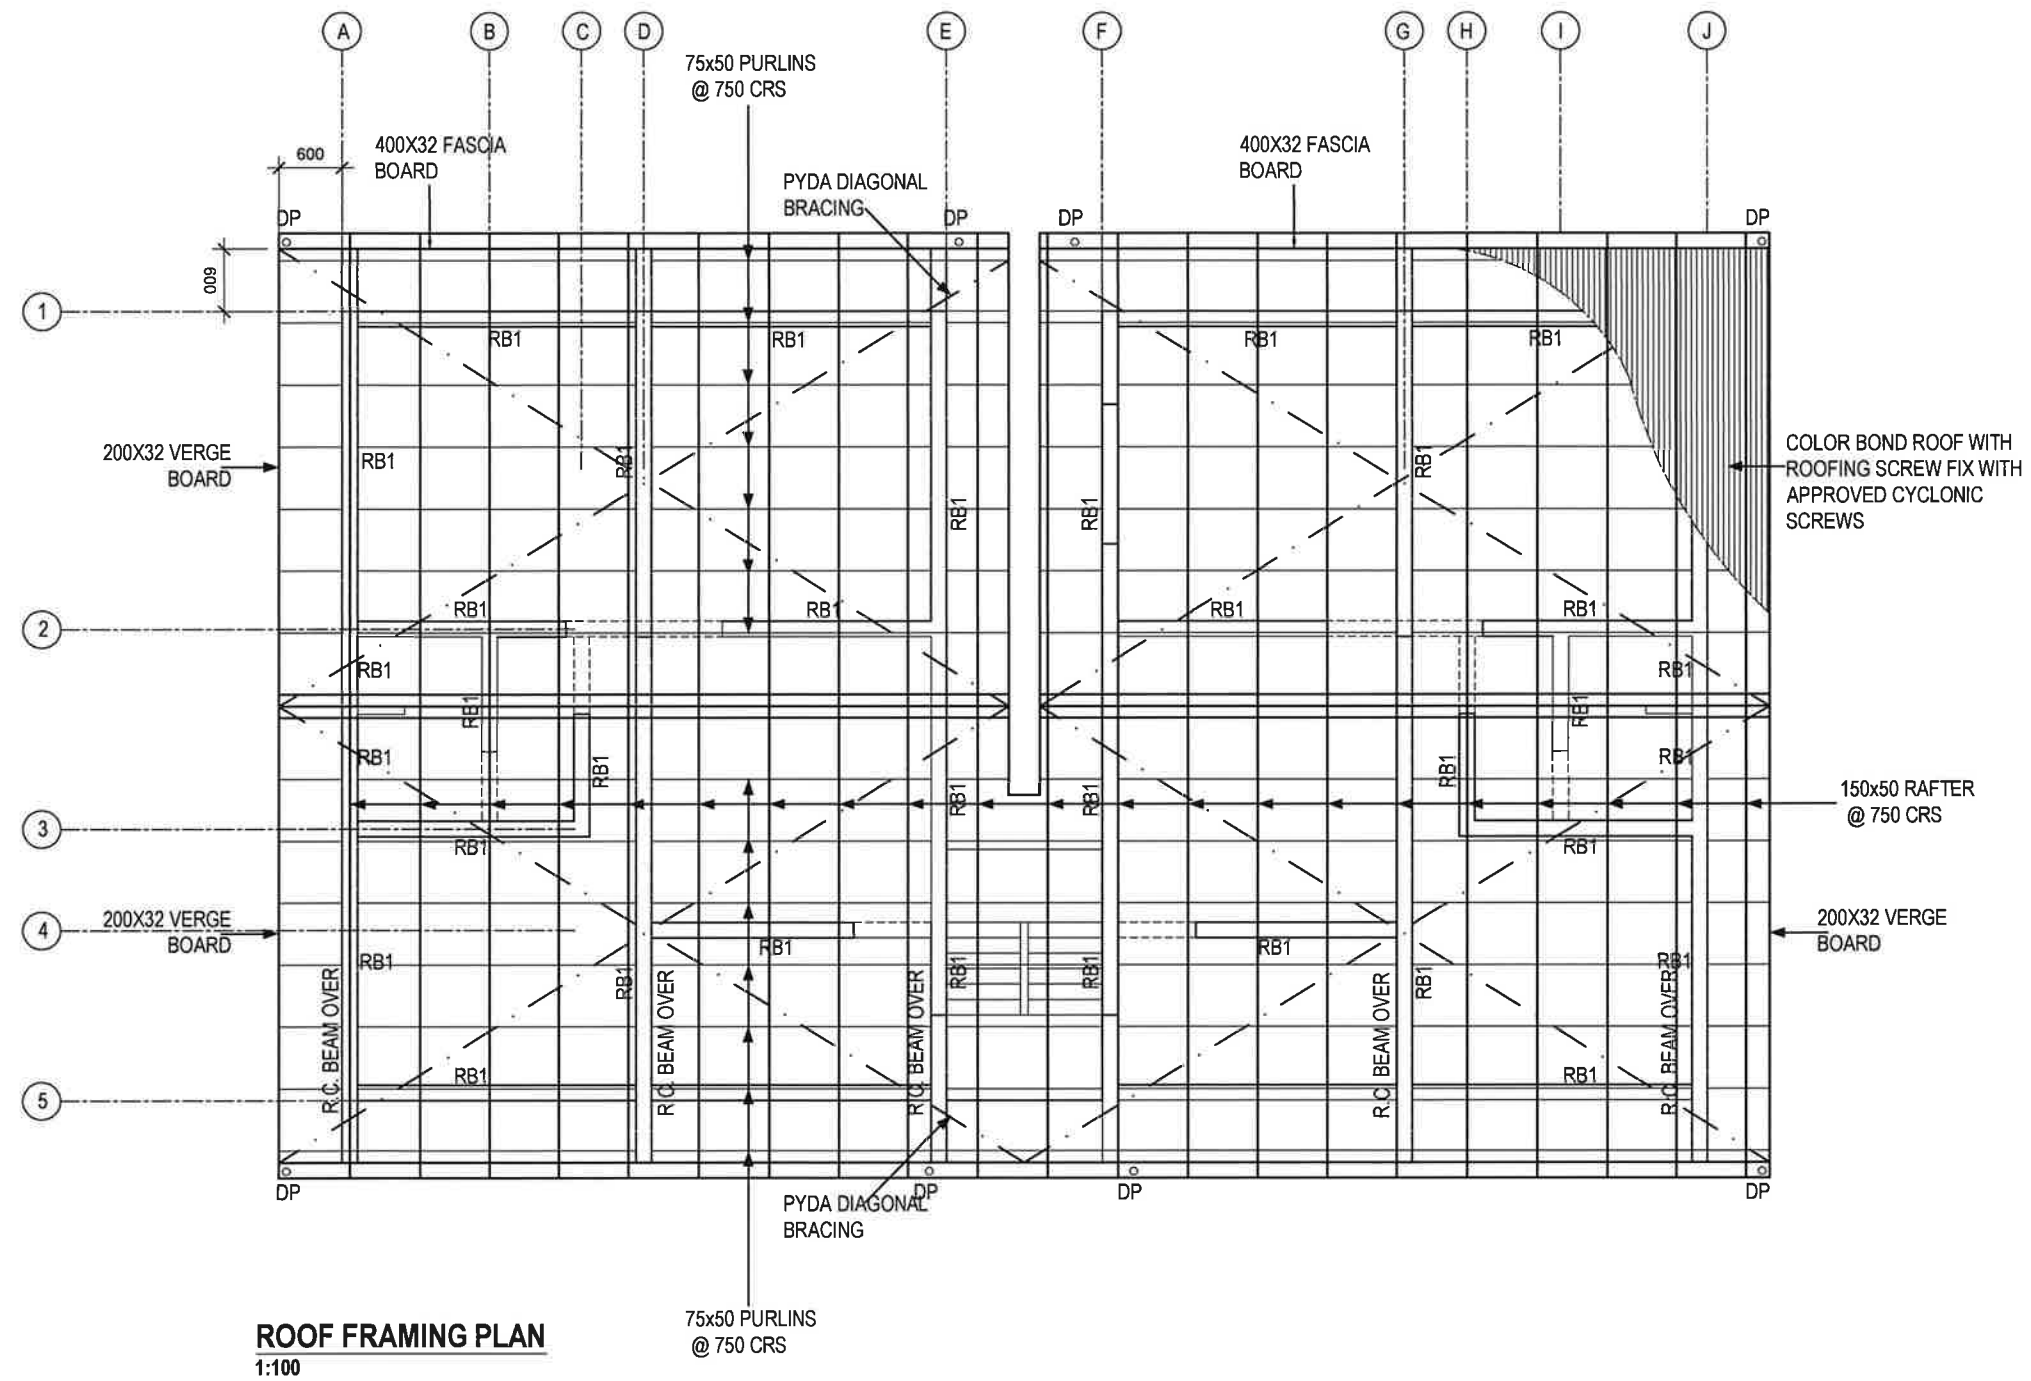 A B C D E F G H I J
75x50 PURLINS
@ 750 CRS
400X32 FASCIA
BOARD
400X32 FASCIA
BOARD
600
PYDA DIAGONAL
BRACING
DP DP DP DP
600
1
RB1 RB1 RB1 RB1
200X32 VERGE
BOARD
RB1 RB1 RB1
COLOR BOND ROOF WITH
ROOFING SCREW FIX WITH
APPROVED CYCLONIC
SCREWS
RB1 RB1
2
RB1 RB1 RB1 RB1
RB1 RB1
RB1 RB1
RB1 RB1
RB1 RB1 RB1 RB1
150x50 RAFTER
@ 750 CRS
3
RB1 RB1
4
200X32 VERGE
BOARD
200X32 VERGE
BOARD
RB1 RB1
RB1 RB1
RB1 RB1 RB1 RB1
R.C. BEAM OVER
R.C. BEAM OVER
R.C. BEAM OVER
R.C. BEAM OVER
R.C. BEAM OVER
RB1 RB1
5
DP DP DP DP
PYDA DIAGONAL
BRACING
75x50 PURLINS
@ 750 CRS
ROOF FRAMING PLAN
1:100